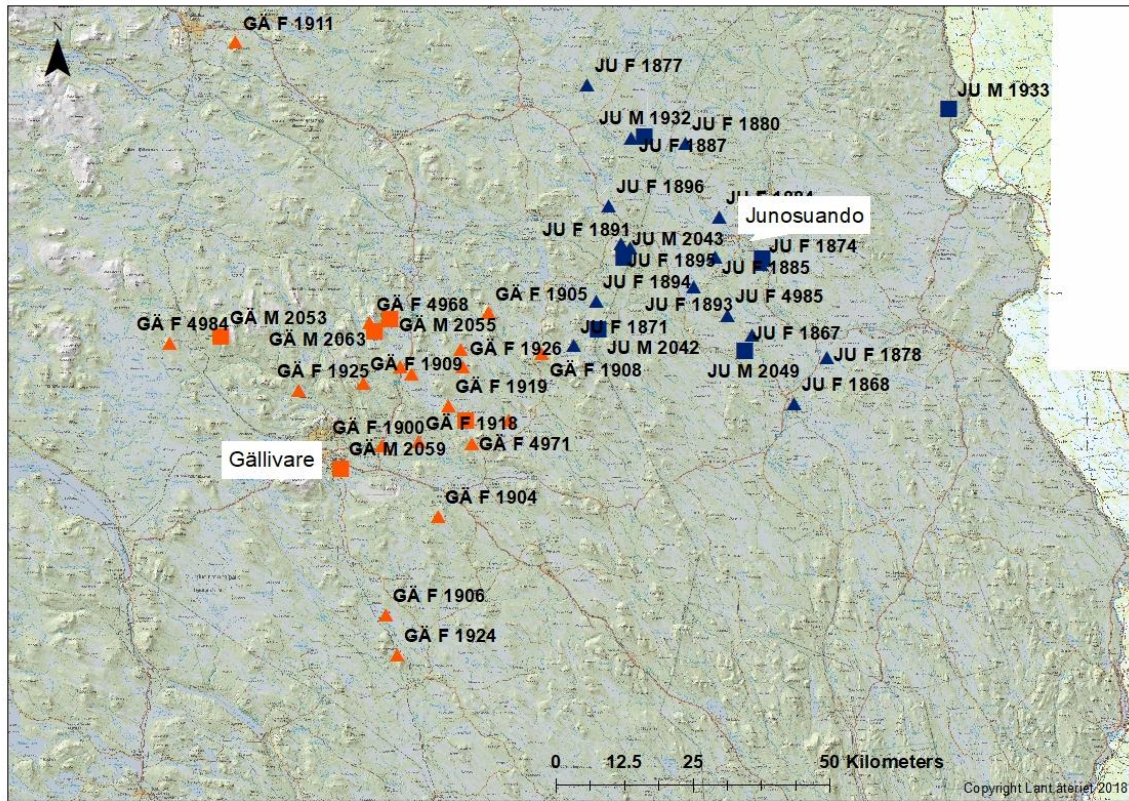 GÄ F 1911
N
JU F 1877
JU M 1933
JU M 1932
JU F 1880
JU F 1887
JU F 1896
Junosuando
JU F 1891
JU M 2043
JU F 1874
JU F 1895
JU F 1885
JU F 1894
GÄ F 1905
JU F 1893
JU F 4985
GÄ F 4968
GÄ M 2053
GÄ F 4984
GÄ M 2055
GÄ M 2063
JU F 1871
JU F 1867
JU M 2042
GÄ F 1926
JU F 1878
GÄ F 1909
GÄ F 1925
GÄ F 1908
JU M 2049
GÄ F 1919
JU F 1868
GÄ F 1900
GÄ F 1918
GÄ M 2059
GÄ F 4971
Gällivare
GÄ F 1904
GÄ F 1906
GÄ F 1924
0 12.5 25 50 Kilometers
Copyright Lantmäteriet 2018